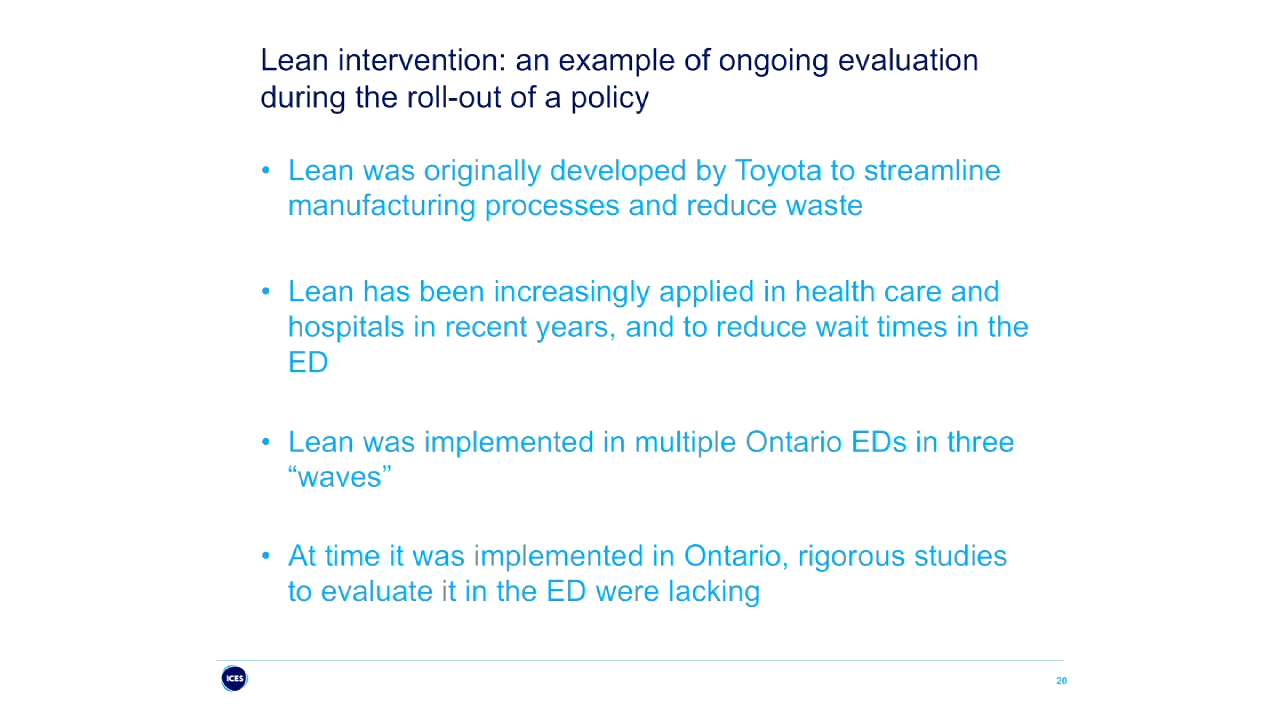 Lean intervention: an example of ongoing evaluation
during the roll-out of a policy
• Lean was originally developed by Toyota to streamline
manufacturing processes and reduce waste
• Lean has been increasingly applied in health care and
hospitals in recent years, and to reduce wait times in the
ED
• Lean was implemented in multiple Ontario EDs in three
“waves”
• At time it was implemented in Ontario, rigorous studies
to evaluate it in the ED were lacking
ICES
20